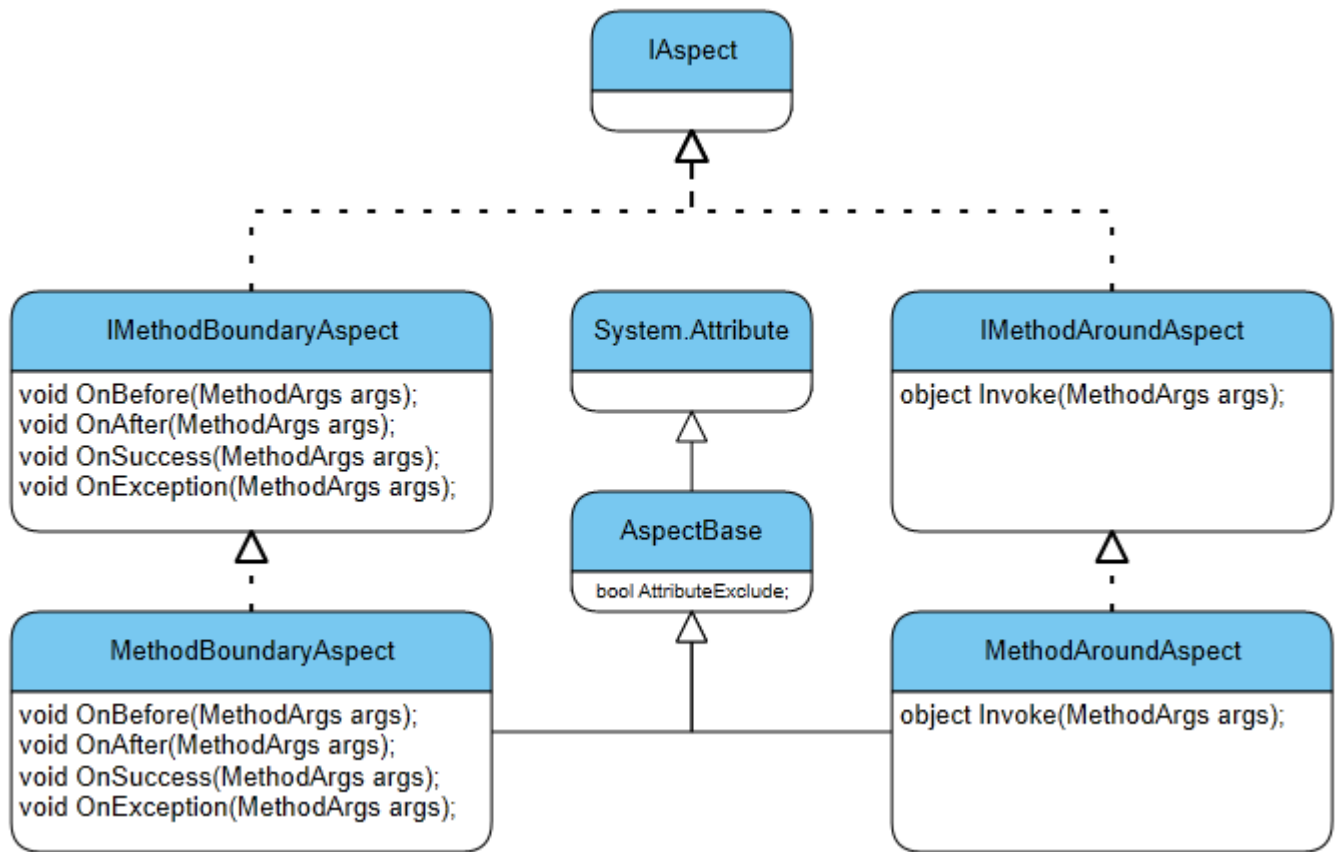 IAspect
IMethodBoundaryAspect
void OnBefore(MethodArgs args);
void OnAfter(MethodArgs args);
void OnSuccess(MethodArgs args);
void OnException(MethodArgs args);
System.Attribute
IMethodAroundAspect
object Invoke(MethodArgs args);
AspectBase
bool AttributeExclude;
MethodBoundaryAspect
void OnBefore(MethodArgs args);
void OnAfter(MethodArgs args);
void OnSuccess(MethodArgs args);
void OnException(MethodArgs args);
MethodAroundAspect
object Invoke(MethodArgs args);